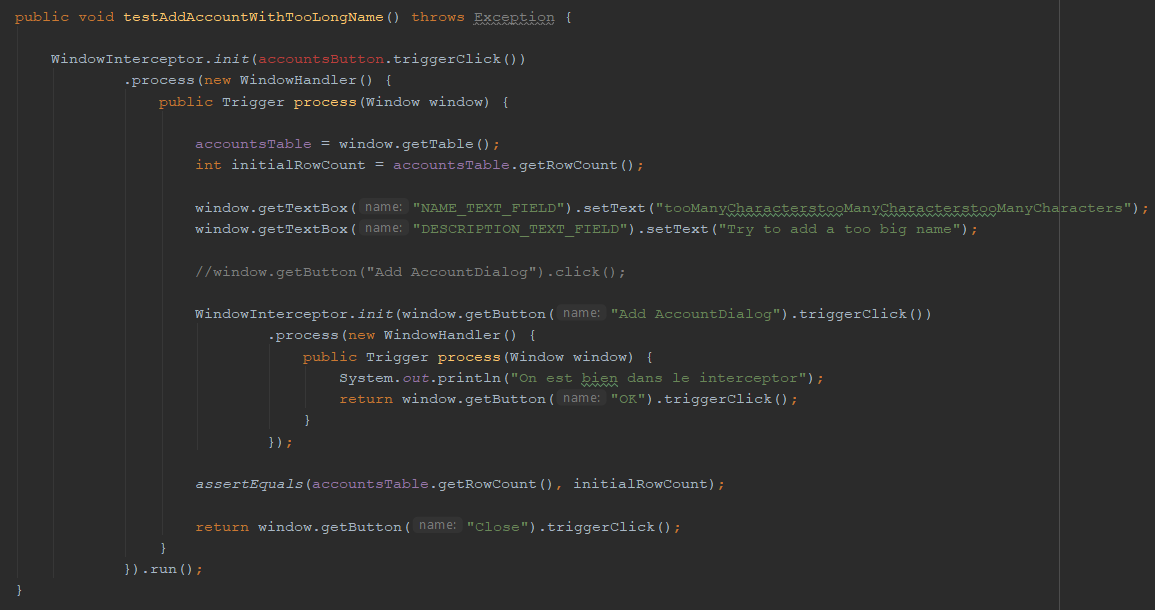 public void testAddAccountWithTooLongName() throws Exception {
WindowInterceptor.init(accountsButton.triggerClick())
.process(new WindowHandler() {
public Trigger process(Window window) {
accountsTable = window.getTable();
int initialRowCount = accountsTable.getRowCount();
window.getTextBox( name: "NAME_TEXT_FIELD").setText("tooManyCharacterstooManyCharacterstooManyCharacters");
window.getTextBox( name: "DESCRIPTION_TEXT_FIELD").setText("Try to add a too big name");
//window.getButton("Add AccountDialog").click();
WindowInterceptor.init(window.getButton( name: "Add AccountDialog").triggerClick())
.process(new WindowHandler() {
public Trigger process(Window window) {
System.out.println("On est bien dans le interceptor");
return window.getButton( name: "OK").triggerClick();
}
});
assertEquals(accountsTable.getRowCount(), initialRowCount);
return window.getButton( name: "Close").triggerClick();
}
}).run();
}